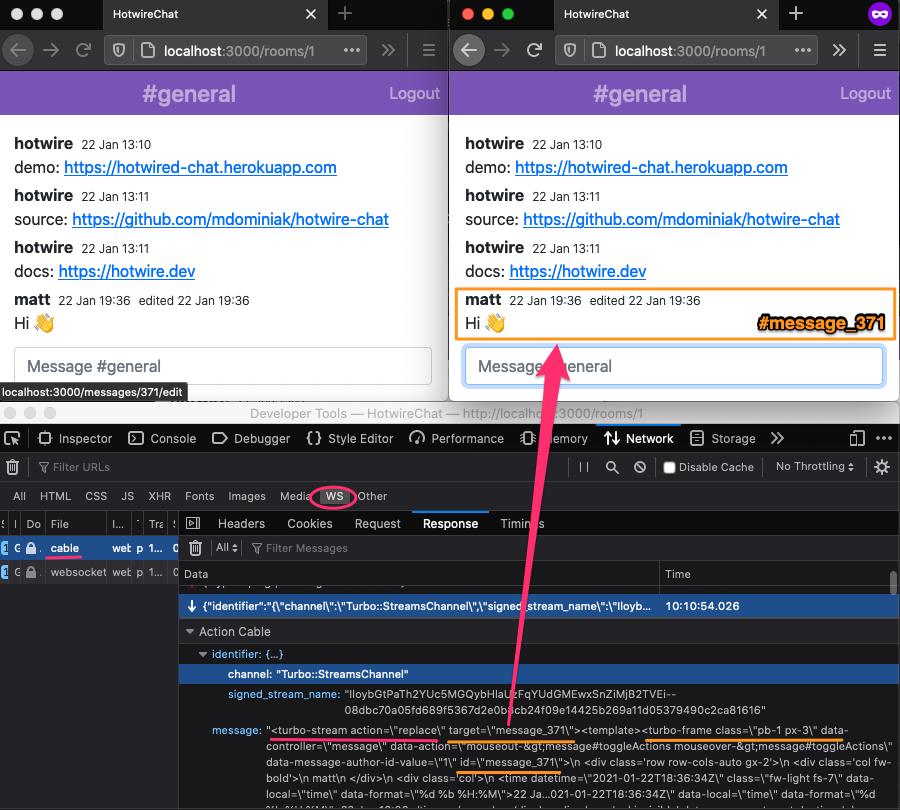 HotwireChat
localhost:3000/rooms/1
#general
Logout
hotwire 22 Jan 13:10
demo: https://hotwired-chat.herokuapp.com
hotwire 22 Jan 13:11
source: https://github.com/mdominiak/hotwire-chat
hotwire 22 Jan 13:11
docs: https://hotwire.dev
matt 22 Jan 19:36 edited 22 Jan 19:36
Hi 👋
Message #general
localhost:3000/messages/371/edit
HotwireChat
localhost:3000/rooms/1
#general
Logout
hotwire 22 Jan 13:10
demo: https://hotwired-chat.herokuapp.com
hotwire 22 Jan 13:11
source: https://github.com/mdominiak/hotwire-chat
hotwire 22 Jan 13:11
docs: https://hotwire.dev
matt 22 Jan 19:36 edited 22 Jan 19:36
Hi 👋
#message_371
Message #general
Developer Tools — HotwireChat — http://localho :3000/rooms/1
Inspector Console Debugger Style Editor Performance Memory Network Storage
Filter URLs
Disable Cache No Throttling
All HTML CSS JS XHR Fonts Images Media WS Other
Do File I... Tra
cable web p 1... 0
websocket web p 1... 0
Headers Cookies Request Response Timings
All Filter Messages
Data Time
{"identifier":"{\"channel\":\"Turbo::StreamsChannel\",\"signed_stream_name\":\"IIoyb... 10:10:54.026
Action Cable
identifier: {...}
channel: "Turbo::StreamsChannel"
signed_stream_name:
08dbc70a05fd689f5367d2e0b8cb24f09e14425b269a11d05379490c2ca81616"
message: "<turbo-stream action=\"replace\" target=\"message_371\"><template><turbo-frame class=\"pb-1 px-3\" data-
controller=\"message\" data-action=\"mouseout-&gt;message#toggleActions mouseover-&gt;message#toggleActions\"
data-message-author-id-value=\"1\" id=\"message_371\">\n <div class='row row-cols-auto gx-2'>\n <div class='col fw-
bold'>\n matt\n </div>\n <div class='col'>\n <time datetime=\"2021-01-22T18:36:34Z\" class=\"fw-light fs-7\" data-
local=\"time\" data-format=\"%d %b %H:%M\">22 Ja...021-01-22T18:36:34Z\" data-local=\"time\" data-format=\"%d